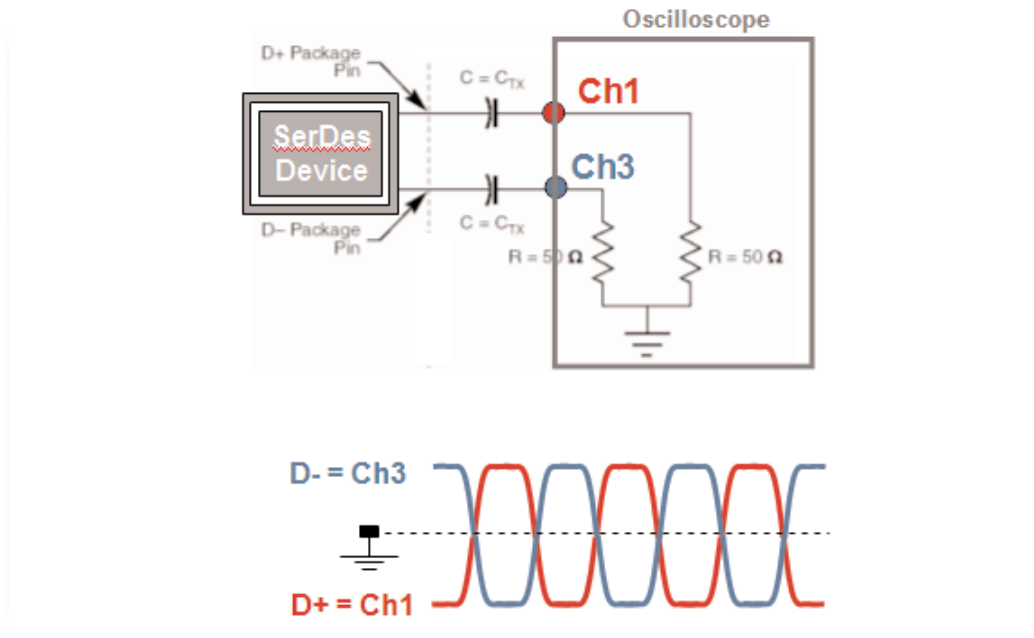 Oscilloscope
D+ Package
Pin
C = CTX
Ch1
SerDes
Device
Ch3
C = CTX
D– Package
Pin
R = 50 Ω
R = 50 Ω
D- = Ch3
D+ = Ch1